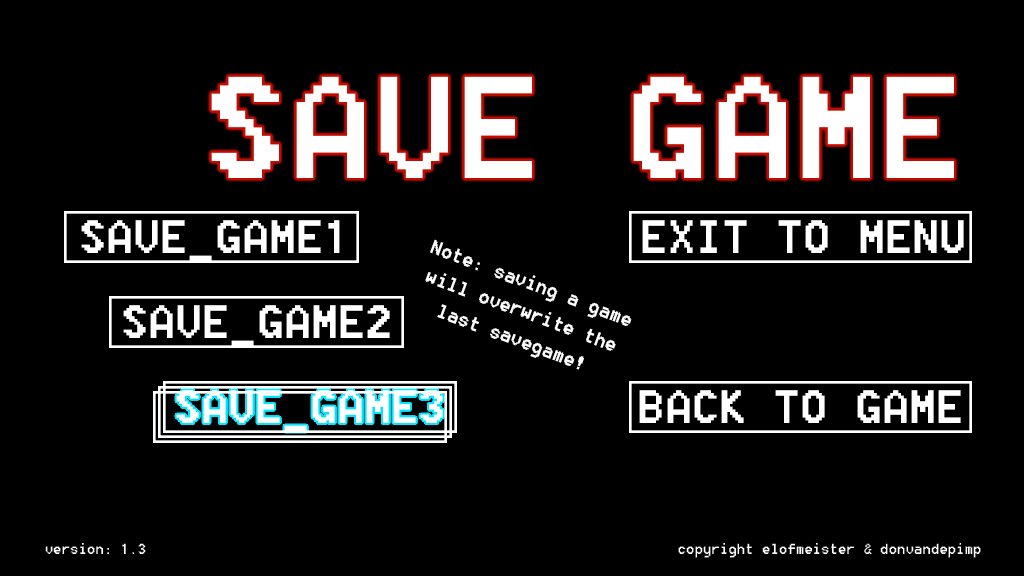 SAVE GAME
SAVE_GAME1
EXIT TO MENU
Note: saving a game
will overwrite the
last savegame!
SAVE_GAME2
SAVE_GAME3
BACK TO GAME
version: 1.3
copyright elofmeister & donvandepimp